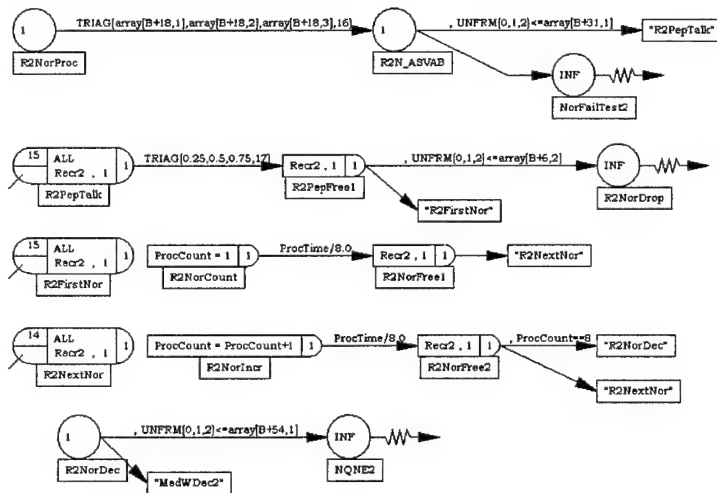 1 TRIAG[array[B+18,1],array[B+18,2],array[B+18,3],16] 1 , UNFRM[0,1,2]<=array[B+31,1] "R2PepTalk"
R2NorProc R2N_ASVAB
INF
NorFailTest2
15 ALL 1 TRIAG[0.25,0.5,0.75,17] Recr2 , 1 1 , UNFRM[0,1,2]<=array[B+6,2] INF
Recr2 , 1
R2PepTalk R2PepFree1 R2NorDrop
"R2FirstNor"
15 ALL 1 ProcCount = 1 1 ProcTime/8.0 Recr2 , 1 1 "R2NextNor"
Recr2 , 1
R2FirstNor R2NorCount R2NorFree1
14 ALL 1 ProcCount = ProcCount+1 1 ProcTime/8.0 Recr2 , 1 1 , ProcCount==8 "R2NorDec"
Recr2 , 1
R2NextNor R2NorIncr R2NorFree2
"R2NextNor"
1 , UNFRM[0,1,2]<=array[B+54,1] INF
R2NorDec NQNE2
"MedWDec2"